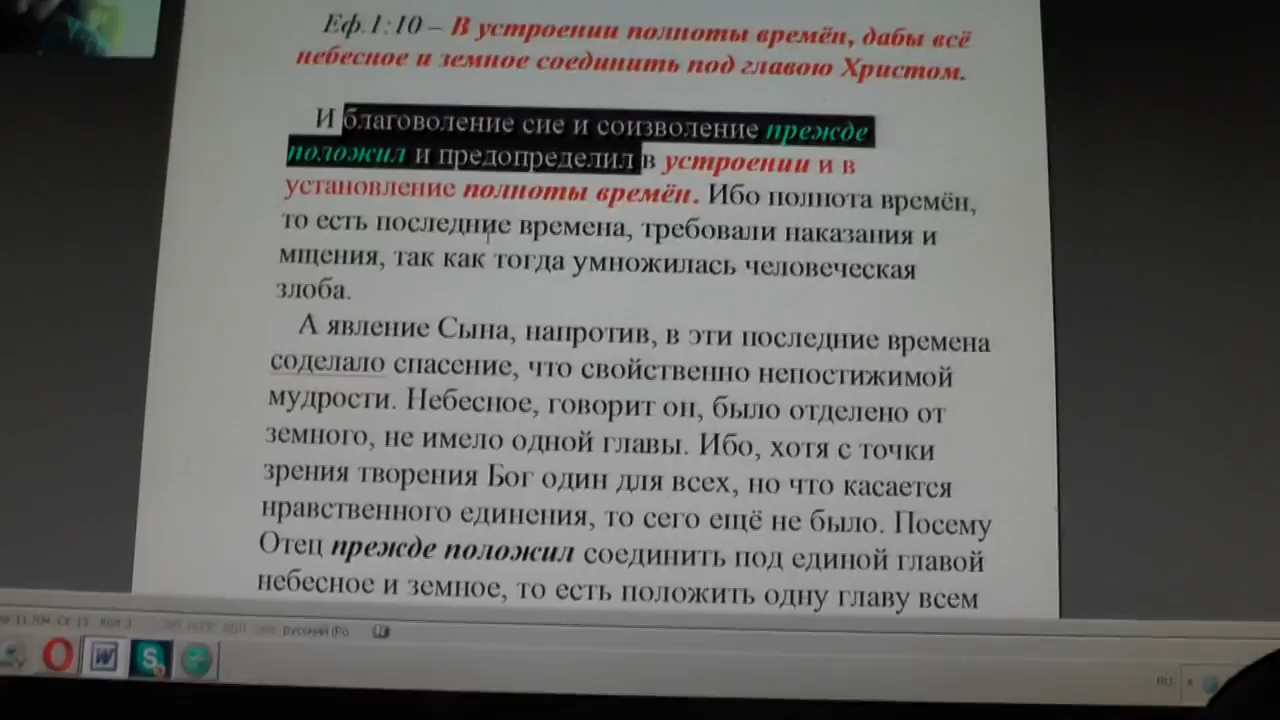 Еф.1:10 – В устроении полноты времён, дабы всё
небесное и земное соединить под главою Христом.
И благоволение сие и соизволение прежде
положил и предопределил в устроении и в
установление полноты времён. Ибо полнота времён,
то есть последние времена, требовали наказания и
мщения, так как тогда умножилась человеческая
злоба.
А явление Сына, напротив, в эти последние времена
соделало спасение, что свойственно непостижимой
мудрости. Небесное, говорит он, было отделено от
земного, не имело одной главы. Ибо, хотя с точки
зрения творения Бог один для всех, но что касается
нравственного единения, то сего ещё не было. Посему
Отец прежде положил соединить под единой главой
небесное и земное, то есть положить одну главу всем
русский (Ро
RU